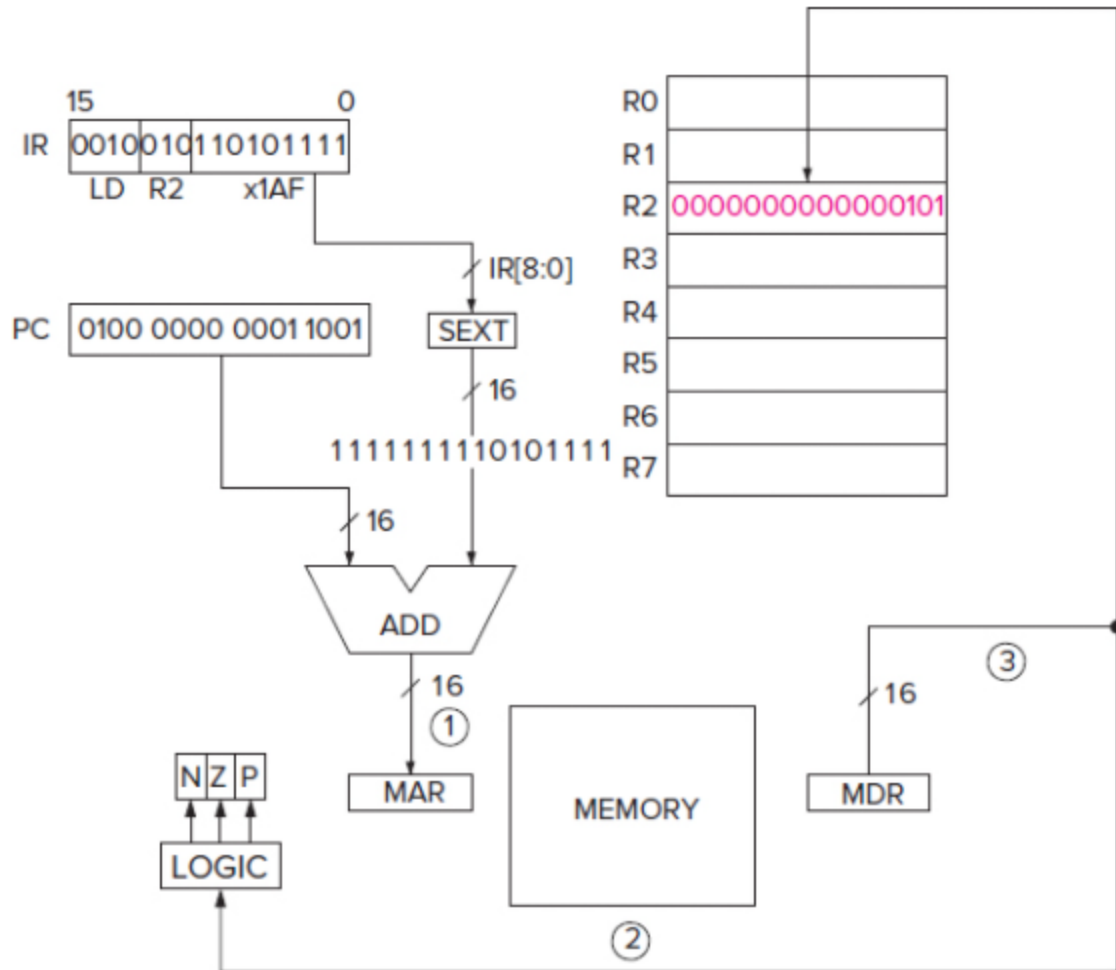 15 0
IR 0010 010 110101111
LD R2 x1AF
IR[8:0]
PC 0100 0000 0001 1001
SEXT
16
1111111110101111
16
ADD
16
1
MAR
N Z P
LOGIC
R0
R1
R2 0000000000000101
R3
R4
R5
R6
R7
MEMORY
2
3
16
MDR